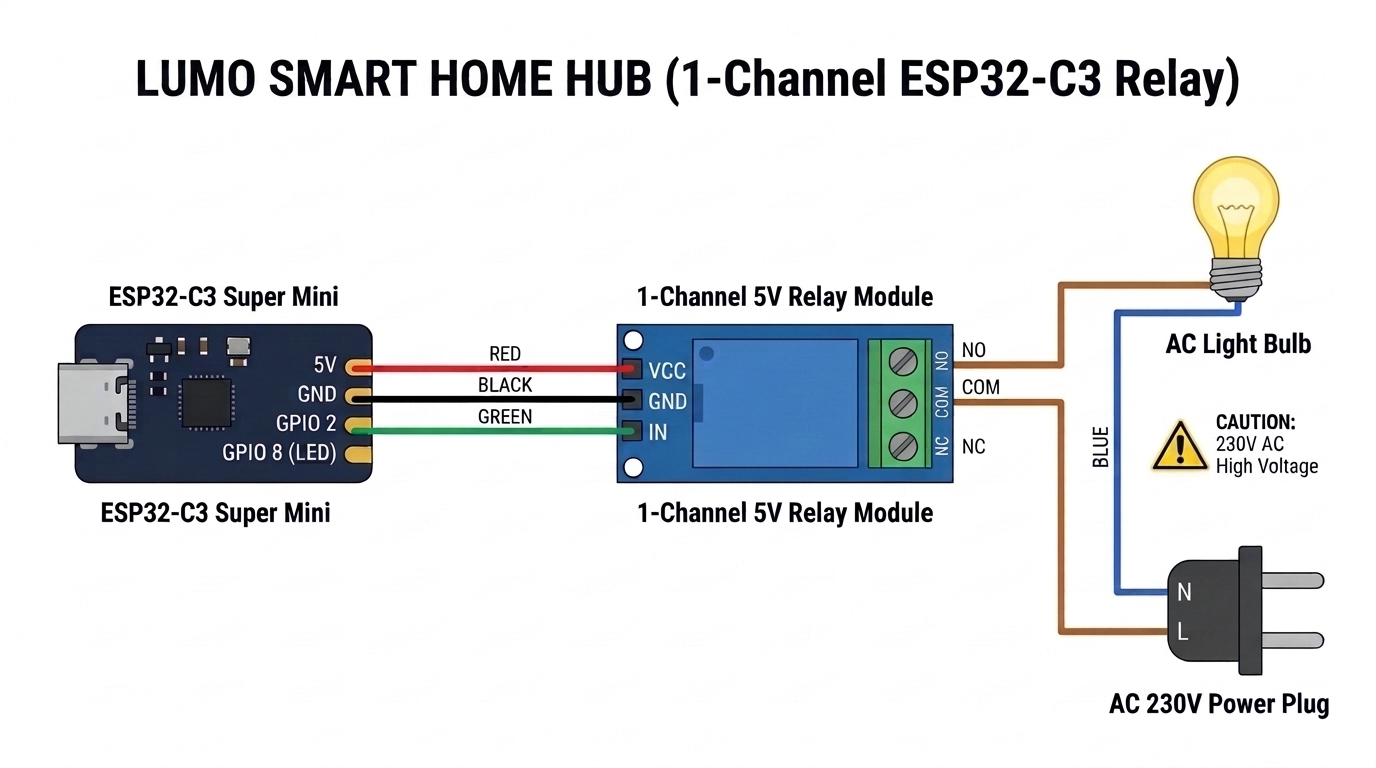 LUMO SMART HOME HUB (1-Channel ESP32-C3 Relay)
ESP32-C3 Super Mini
5V
GND
GPIO 2
GPIO 8 (LED)
ESP32-C3 Super Mini
RED
BLACK
GREEN
1-Channel 5V Relay Module
VCC
GND
IN
NO
COM
NC
1-Channel 5V Relay Module
NO
COM
NC
AC Light Bulb
BLUE
CAUTION:
230V AC
High Voltage
N
L
AC 230V Power Plug